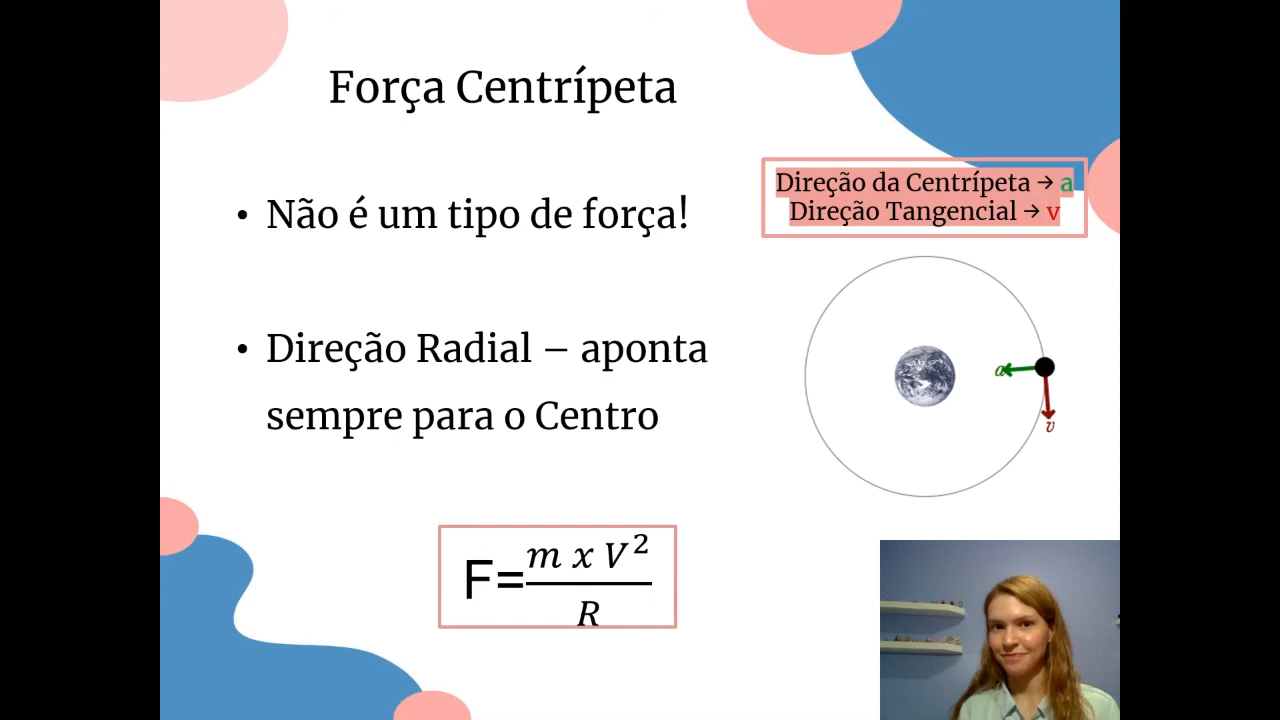 Força Centrípeta
• Não é um tipo de força!
• Direção Radial – aponta
sempre para o Centro
Direção da Centrípeta → a
Direção Tangencial → v
a
v
F=
m x V²
R